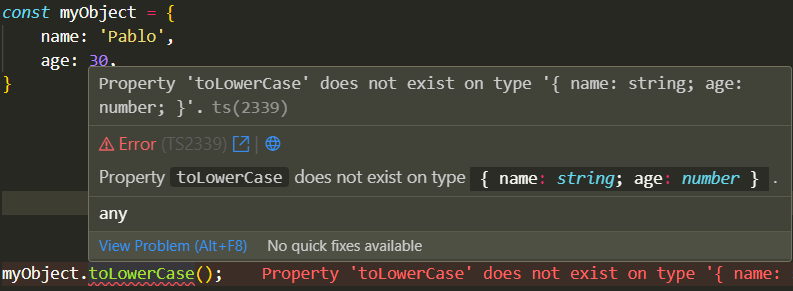 const myObject = {
name: 'Pablo',
age: 30,
}
Property 'toLowerCase' does not exist on type '{ name: string; age:
number; }'. ts(2339)
Error (TS2339) |
Property toLowerCase does not exist on type { name: string; age: number } .
any
View Problem (Alt+F8) No quick fixes available
myObject.toLowerCase(); Property 'toLowerCase' does not exist on type '{ name: